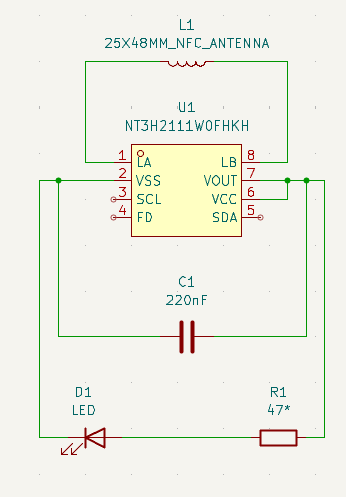 L1
25X48MM_NFC_ANTENNA
U1
NT3H2111W0FHKH
1 LA LB 8
2 VSS VOUT 7
3 SCL VCC 6
4 FD SDA 5
C1
220nF
D1 R1
LED 47*